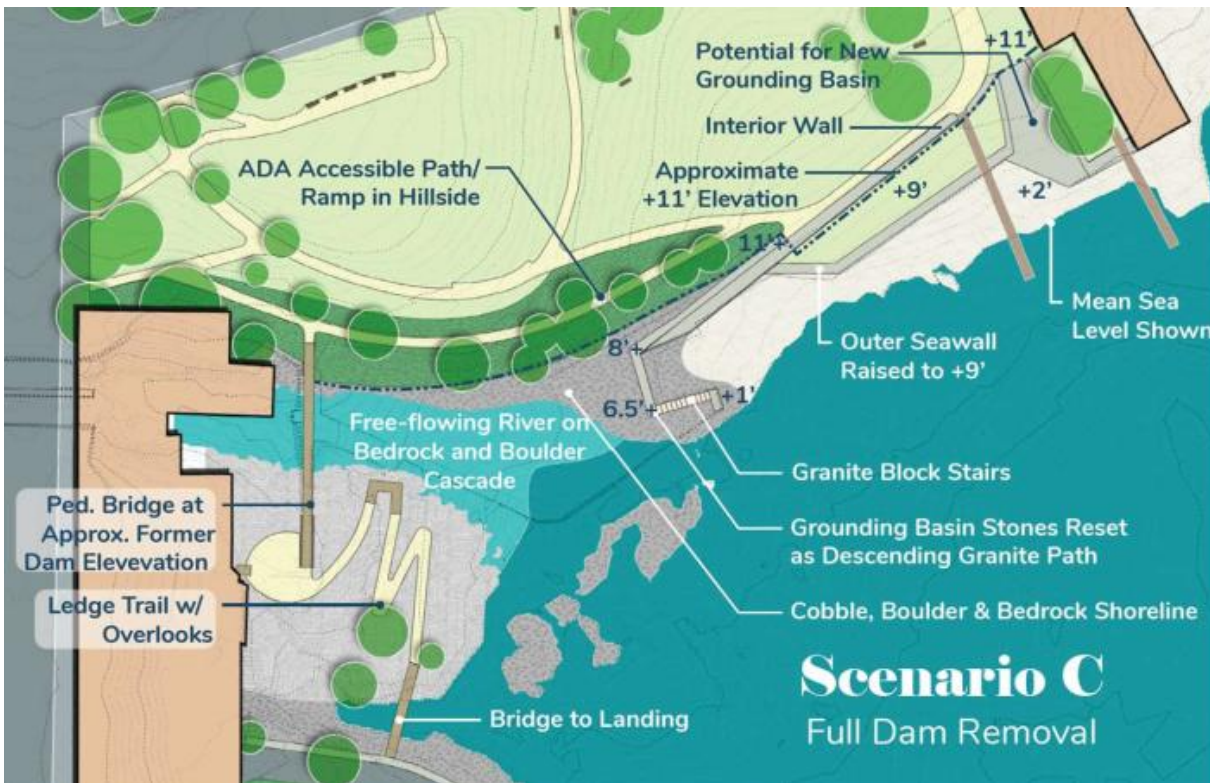 Potential for New
Grounding Basin
+11'
Interior Wall
ADA Accessible Path/
Ramp in Hillside
Approximate
+11' Elevation
+9'
+2'
11'+
Mean Sea
Level Shown
Outer Seawall
Raised to +9'
8'+
6.5'+
+1'
Free-flowing River on
Bedrock and Boulder
Cascade
Granite Block Stairs
Ped. Bridge at
Approx. Former
Dam Elevevation
Grounding Basin Stones Reset
as Descending Granite Path
Ledge Trail w/
Overlooks
Cobble, Boulder & Bedrock Shoreline
Bridge to Landing
Scenario C
Full Dam Removal